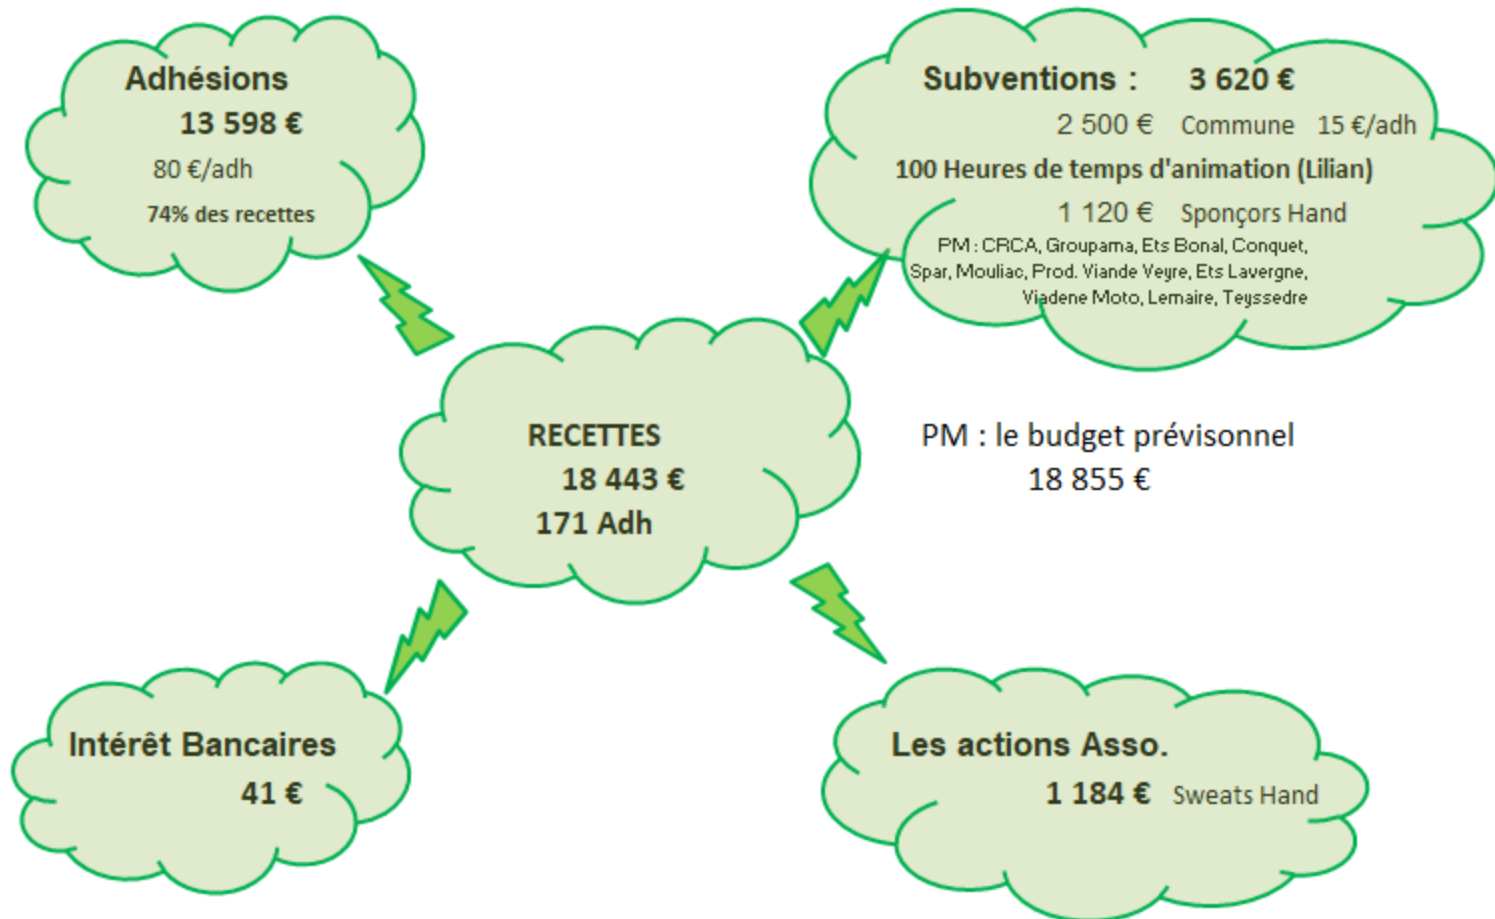 Adhésions
13 598 €
80 €/adh
74% des recettes
Subventions : 3 620 €
2 500 € Commune 15 €/adh
100 Heures de temps d'animation (Lilian)
1 120 € Sponçors Hand
PM : CRCA, Groupama, Ets Bonal, Conquet,
Spar, Mouliac, Prod. Viande Veyre, Ets Lavergne,
Viadene Moto, Lemaire, Teyssedre
RECETTES
18 443 €
171 Adh
PM : le budget prévisonnel
18 855 €
Intérêt Bancaires
41 €
Les actions Asso.
1 184 € Sweats Hand